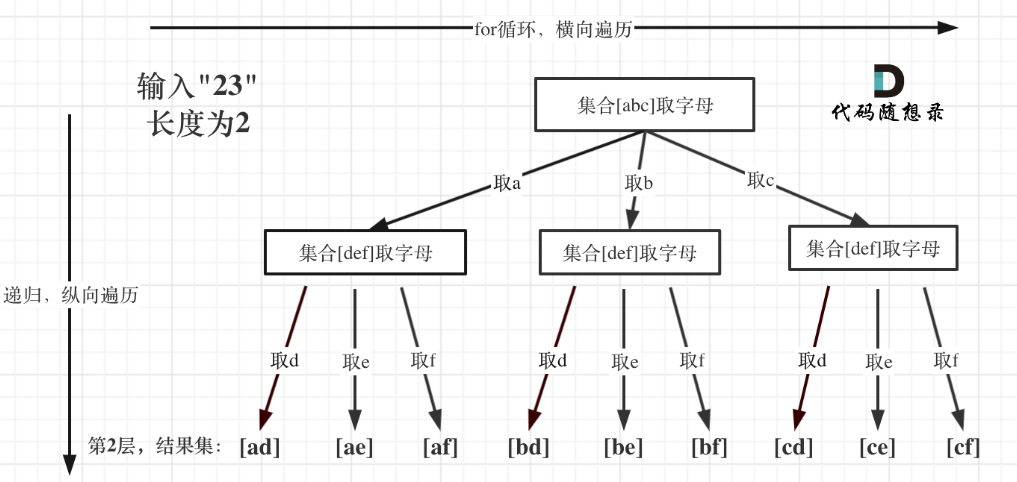 for循环，横向遍历
输入"23"
长度为2
代码随想录
集合[abc]取字母
取a 取b 取c
集合[def]取字母 集合[def]取字母 集合[def]取字母
递归，纵向遍历
取d 取e 取f 取d 取e 取f 取d 取e 取f
第2层，结果集: [ad] [ae] [af] [bd] [be] [bf] [cd] [ce] [cf]